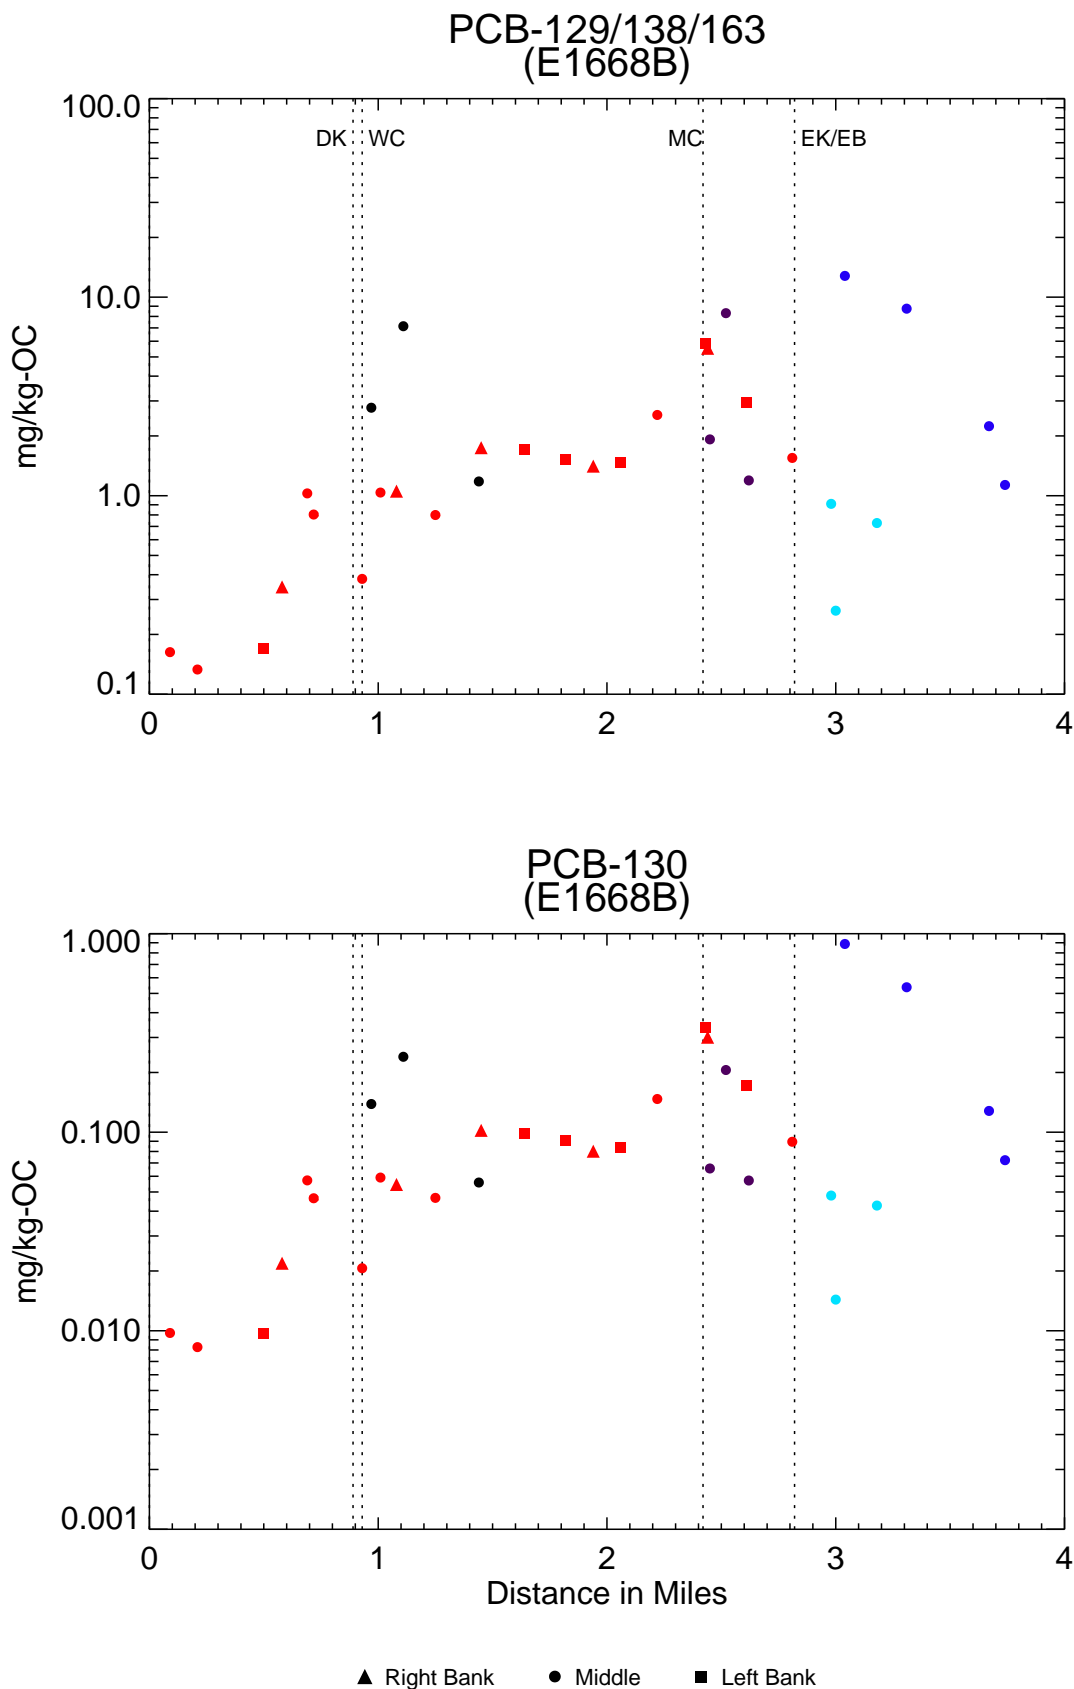 PCB-129/138/163
(E1668B)
100.0
DK WC MC EK/EB
10.0
mg/kg-OC
1.0
0.1
0 1 2 3 4
PCB-130
(E1668B)
1.000
0.100
mg/kg-OC
0.010
0.001
0 1 2 3 4
Distance in Miles
Right Bank Middle Left Bank